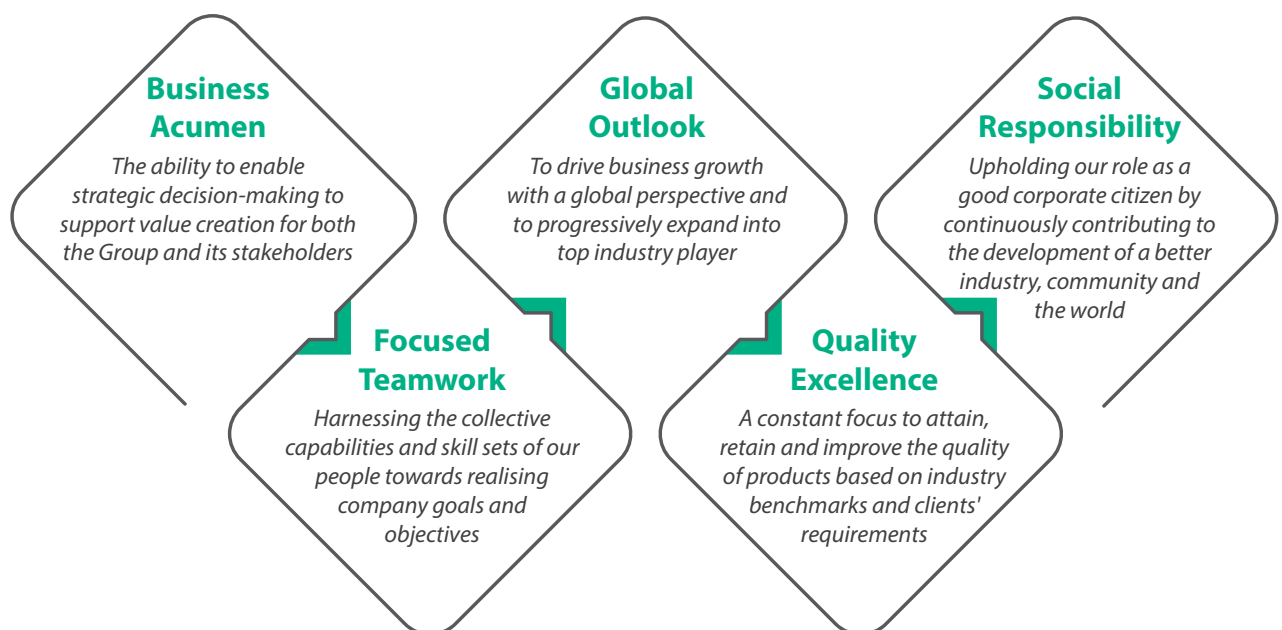 Business
Acumen
The ability to enable
strategic decision-making to
support value creation for both
the Group and its stakeholders
Focused
Teamwork
Harnessing the collective
capabilities and skill sets of our
people towards realising
company goals and
objectives
Global
Outlook
To drive business growth
with a global perspective and
to progressively expand into
top industry player
Quality
Excellence
A constant focus to attain,
retain and improve the quality
of products based on industry
benchmarks and clients'
requirements
Social
Responsibility
Upholding our role as a
good corporate citizen by
continuously contributing to
the development of a better
industry, community and
the world